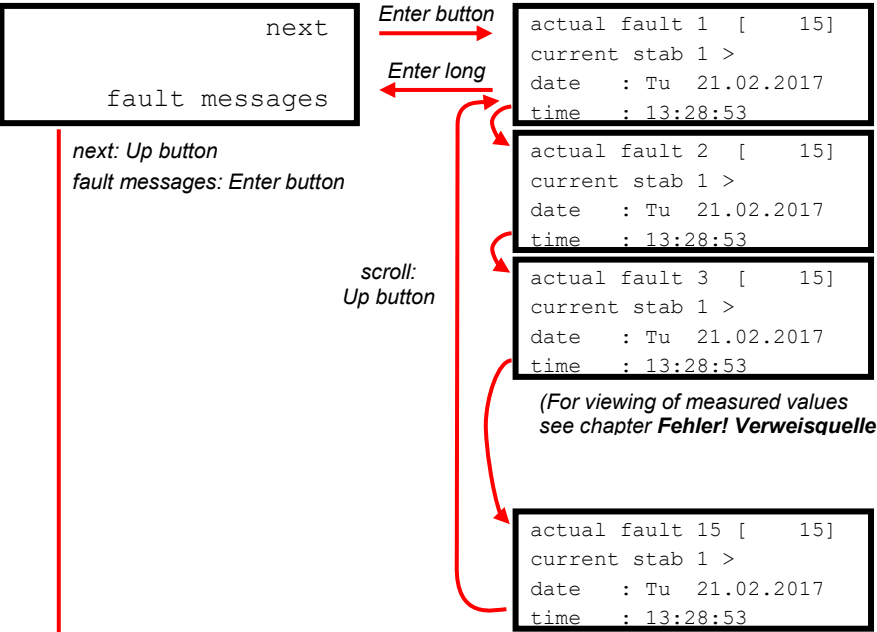 next
fault messages
Enter button
Enter long
next: Up button
fault messages: Enter button
scroll:
Up button
actual fault 1 [ 15]
current stab 1 >
date : Tu 21.02.2017
time : 13:28:53
actual fault 2 [ 15]
current stab 1 >
date : Tu 21.02.2017
time : 13:28:53
actual fault 3 [ 15]
current stab 1 >
date : Tu 21.02.2017
time : 13:28:53
(For viewing of measured values
see chapter Fehler! Verweisquelle
actual fault 15 [ 15]
current stab 1 >
date : Tu 21.02.2017
time : 13:28:53